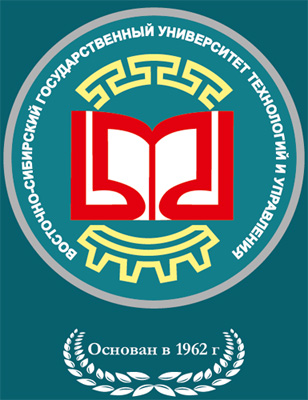 ВОСТОЧНО-СИБИРСКИЙ ГОСУДАРСТВЕННЫЙ УНИВЕРСИТЕТ ТЕХНОЛОГИЙ И УПРАВЛЕНИЯ
Основан в 1962 г